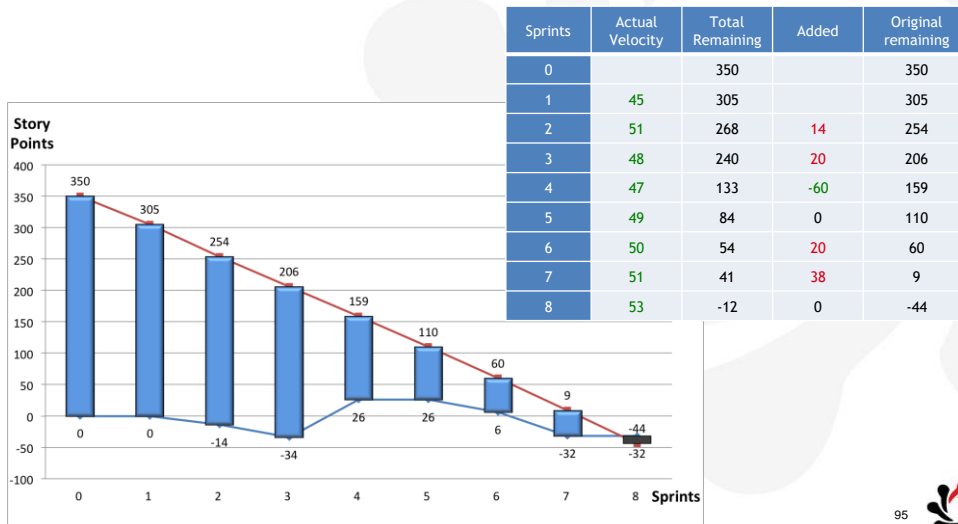 Sprints Actual Velocity Total Remaining Added Original remaining
0 350 350
1 45 305 305
2 51 268 14 254
3 48 240 20 206
4 47 133 -60 159
5 49 84 0 110
6 50 54 20 60
7 51 41 38 9
8 53 -12 0 -44
Story
Points
400
350
300
250
200
150
100
50
0
-50
-100
350
305
254
206
159
110
60
9
-44
0
0
-14
-34
26
26
6
-32
-32
0 1 2 3 4 5 6 7 8 Sprints
95